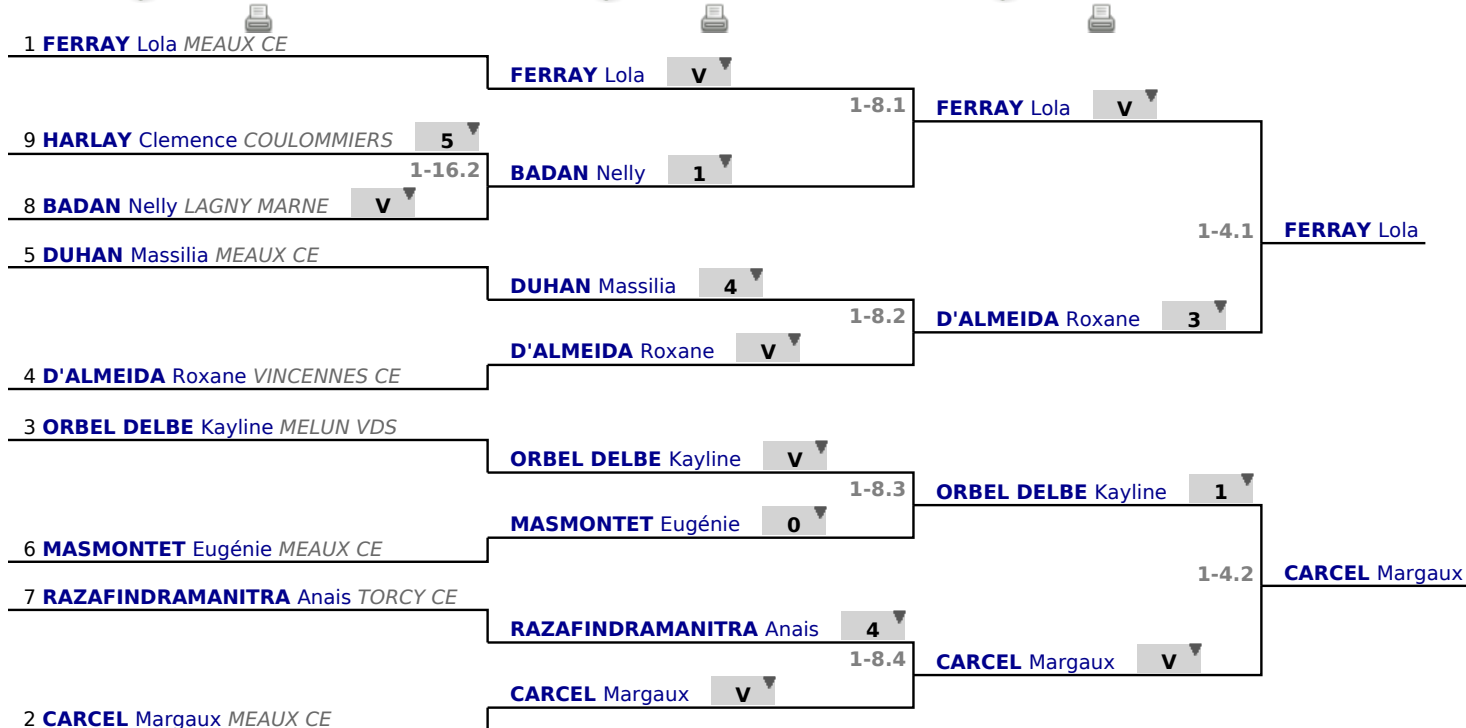 1 FERRAY Lola MEAUX CE
9 HARLAY Clemence COULOMMIERS 5
1-16.2
8 BADAN Nelly LAGNY MARNE V
5 DUHAN Massilia MEAUX CE
4 D'ALMEIDA Roxane VINCENNES CE
3 ORBEL DELBE Kayline MELUN VDS
6 MASMONTET Eugénie MEAUX CE
7 RAZAFINDRAMANITRA Anais TORCY CE
2 CARCEL Margaux MEAUX CE
FERRAY Lola V
1-8.1
BADAN Nelly 1
DUHAN Massilia 4
1-8.2
D'ALMEIDA Roxane V
ORBEL DELBE Kayline V
1-8.3
MASMONTET Eugénie 0
RAZAFINDRAMANITRA Anais 4
1-8.4
CARCEL Margaux V
FERRAY Lola V
1-4.1
D'ALMEIDA Roxane 3
ORBEL DELBE Kayline 1
1-4.2
CARCEL Margaux V
FERRAY Lola
CARCEL Margaux